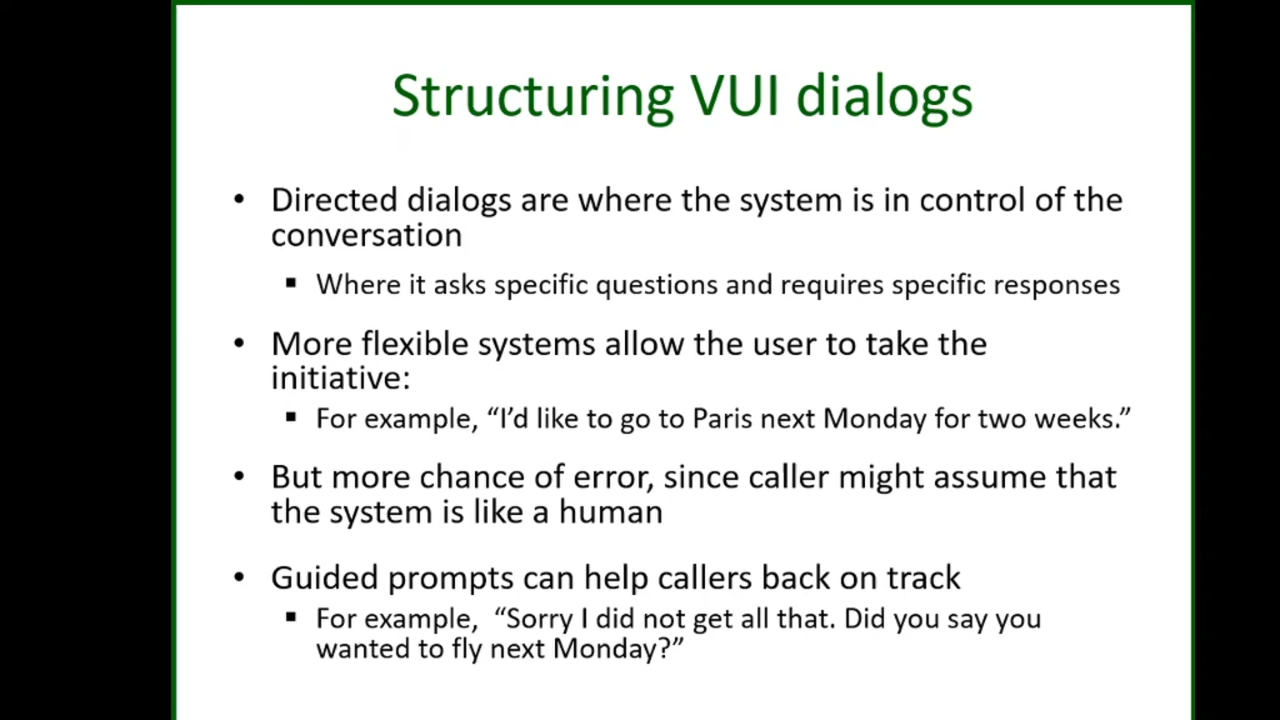 Structuring VUI dialogs
• Directed dialogs are where the system is in control of the
conversation
▪ Where it asks specific questions and requires specific responses
• More flexible systems allow the user to take the
initiative:
▪ For example, “I’d like to go to Paris next Monday for two weeks.”
• But more chance of error, since caller might assume that
the system is like a human
• Guided prompts can help callers back on track
▪ For example,  “Sorry I did not get all that. Did you say you
wanted to fly next Monday?”